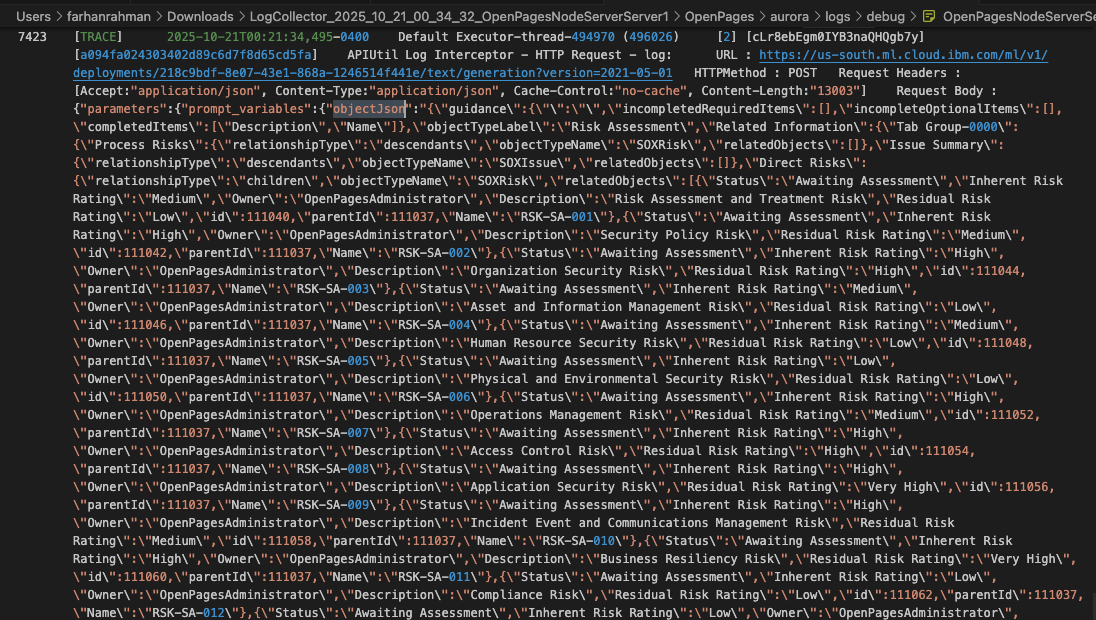 Users > farhanrahman > Downloads > LogCollector_2025_10_21_00_34_32_OpenPagesNodeServerServer1 > OpenPages > aurora > logs > debug > OpenPagesNodeServerSe
7423 [TRACE] 2025-10-21T00:21:34,495-0400 Default Executor-thread-494970 (496026) [2] [cLr8ebEgm0IYB3naQHQgb7y]
[a094fa024303402d89c6d7f8d65cd5fa] APIUtil Log Interceptor - HTTP Request - log: URL : https://us-south.ml.cloud.ibm.com/ml/v1/
deployments/218c9bdf-8e07-43e1-868a-1246514f441e/text/generation?version=2021-05-01 HTTPMethod : POST Request Headers :
[Accept:"application/json", Content-Type:"application/json", Cache-Control:"no-cache", Content-Length:"13003"] Request Body :
{"parameters":{"prompt_variables":{"objectJson":"{\"guidance\":{\"\":\"\",\"incompletedRequiredItems\":[],\"incompleteOptionalItems\":[],
\"completedItems\":[\"Description\",\"Name\"]},\"objectTypeLabel\":\"Risk Assessment\",\"Related Information\":{\"Tab Group-0000\":
{\"Process Risks\":{\"relationshipType\":\"descendants\",\"objectTypeName\":\"SOXRisk\",\"relatedObjects\":[]},\"Issue Summary\":
{\"relationshipType\":\"descendants\",\"objectTypeName\":\"SOXIssue\",\"relatedObjects\":[]},\"Direct Risks\":
{\"relationshipType\":\"children\",\"objectTypeName\":\"SOXRisk\",\"relatedObjects\":[{\"Status\":\"Awaiting Assessment\",\"Inherent Risk
Rating\":\"Medium\",\"Owner\":\"OpenPagesAdministrator\",\"Description\":\"Risk Assessment and Treatment Risk\",\"Residual Risk
Rating\":\"Low\",\"id\":111040,\"parentId\":111037,\"Name\":\"RSK-SA-001\"},{\"Status\":\"Awaiting Assessment\",\"Inherent Risk
Rating\":\"High\",\"Owner\":\"OpenPagesAdministrator\",\"Description\":\"Security Policy Risk\",\"Residual Risk Rating\":\"Medium\",
\"id\":111042,\"parentId\":111037,\"Name\":\"RSK-SA-002\"},{\"Status\":\"Awaiting Assessment\",\"Inherent Risk Rating\":\"High\",
\"Owner\":\"OpenPagesAdministrator\",\"Description\":\"Organization Security Risk\",\"Residual Risk Rating\":\"High\",\"id\":111044,
\"parentId\":111037,\"Name\":\"RSK-SA-003\"},{\"Status\":\"Awaiting Assessment\",\"Inherent Risk Rating\":\"Medium\",
\"Owner\":\"OpenPagesAdministrator\",\"Description\":\"Asset and Information Management Risk\",\"Residual Risk Rating\":\"Low\",
\"id\":111046,\"parentId\":111037,\"Name\":\"RSK-SA-004\"},{\"Status\":\"Awaiting Assessment\",\"Inherent Risk Rating\":\"Medium\",
\"Owner\":\"OpenPagesAdministrator\",\"Description\":\"Human Resource Security Risk\",\"Residual Risk Rating\":\"Low\",\"id\":111048,
\"parentId\":111037,\"Name\":\"RSK-SA-005\"},{\"Status\":\"Awaiting Assessment\",\"Inherent Risk Rating\":\"Low\",
\"Owner\":\"OpenPagesAdministrator\",\"Description\":\"Physical and Environmental Security Risk\",\"Residual Risk Rating\":\"Low\",
\"id\":111050,\"parentId\":111037,\"Name\":\"RSK-SA-006\"},{\"Status\":\"Awaiting Assessment\",\"Inherent Risk Rating\":\"High\",
\"Owner\":\"OpenPagesAdministrator\",\"Description\":\"Operations Management Risk\",\"Residual Risk Rating\":\"Medium\",\"id\":111052,
\"parentId\":111037,\"Name\":\"RSK-SA-007\"},{\"Status\":\"Awaiting Assessment\",\"Inherent Risk Rating\":\"High\",
\"Owner\":\"OpenPagesAdministrator\",\"Description\":\"Access Control Risk\",\"Residual Risk Rating\":\"High\",\"id\":111054,
\"parentId\":111037,\"Name\":\"RSK-SA-008\"},{\"Status\":\"Awaiting Assessment\",\"Inherent Risk Rating\":\"High\",
\"Owner\":\"OpenPagesAdministrator\",\"Description\":\"Application Security Risk\",\"Residual Risk Rating\":\"Very High\",\"id\":111056,
\"parentId\":111037,\"Name\":\"RSK-SA-009\"},{\"Status\":\"Awaiting Assessment\",\"Inherent Risk Rating\":\"High\",
\"Owner\":\"OpenPagesAdministrator\",\"Description\":\"Incident Event and Communications Management Risk\",\"Residual Risk
Rating\":\"Medium\",\"id\":111058,\"parentId\":111037,\"Name\":\"RSK-SA-010\"},{\"Status\":\"Awaiting Assessment\",\"Inherent Risk
Rating\":\"High\",\"Owner\":\"OpenPagesAdministrator\",\"Description\":\"Business Resiliency Risk\",\"Residual Risk Rating\":\"Very High\",
\"id\":111060,\"parentId\":111037,\"Name\":\"RSK-SA-011\"},{\"Status\":\"Awaiting Assessment\",\"Inherent Risk Rating\":\"Low\",
\"Owner\":\"OpenPagesAdministrator\",\"Description\":\"Compliance Risk\",\"Residual Risk Rating\":\"Low\",\"id\":111062,\"parentId\":111037,
\"Name\":\"RSK-SA-012\"},{\"Status\":\"Awaiting Assessment\",\"Inherent Risk Rating\":\"Low\",\"Owner\":\"OpenPagesAdministrator\",